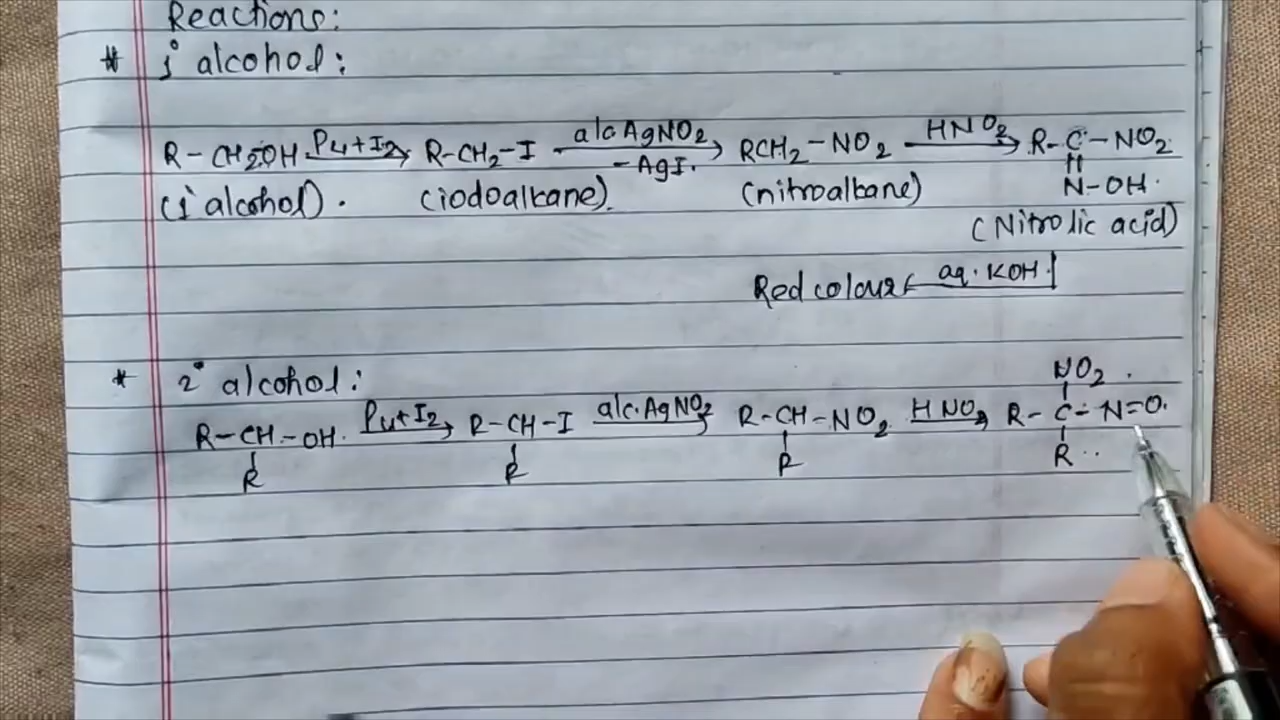 Reactions:
* 1° alcohol:
R-CH2OH P4+I2 → R-CH2-I alc AgNO2 → -AgI. RCH2-NO2 HNO2 → R-C-NO2.
||
N-OH.
(1° alcohol). (iodoalkane). (nitroalkane)
(Nitrolic acid)
Red colour ← aq. KOH
* 2° alcohol:
NO2.
R-CH-OH. P4+I2 → R-CH-I alc. AgNO2 → R-CH-NO2 HNO2 → R-C-N=O.
R R R R